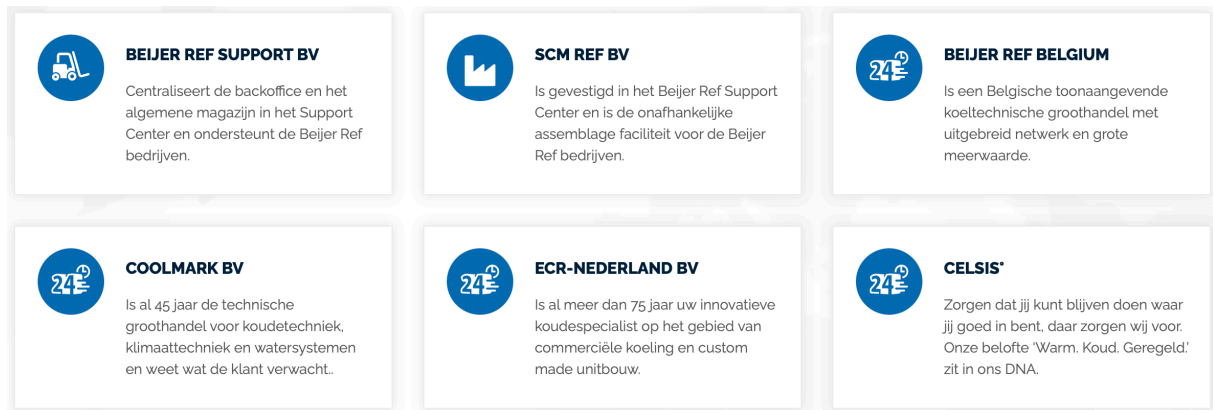 BEIJER REF SUPPORT BV
Centraliseert de backoffice en het
algemene magazijn in het Support
Center en ondersteunt de Beijer Ref
bedrijven.
SCM REF BV
Is gevestigd in het Beijer Ref Support
Center en is de onafhankelijke
assemblage faciliteit voor de Beijer
Ref bedrijven.
24
BEIJER REF BELGIUM
Is een Belgische toonaangevende
koeltechnische groothandel met
uitgebreid netwerk en grote
meerwaarde.
24
COOLMARK BV
Is al 45 jaar de technische
groothandel voor koudetechniek,
klimaattechniek en watersystemen
en weet wat de klant verwacht..
24
ECR-NEDERLAND BV
Is al meer dan 75 jaar uw innovatieve
koudespecialist op het gebied van
commerciële koeling en custom
made unitbouw.
24
CELSIS°
Zorgen dat jij kunt blijven doen waar
jij goed in bent, daar zorgen wij voor.
Onze belofte ‘Warm. Koud. Geregeld.’
zit in ons DNA.